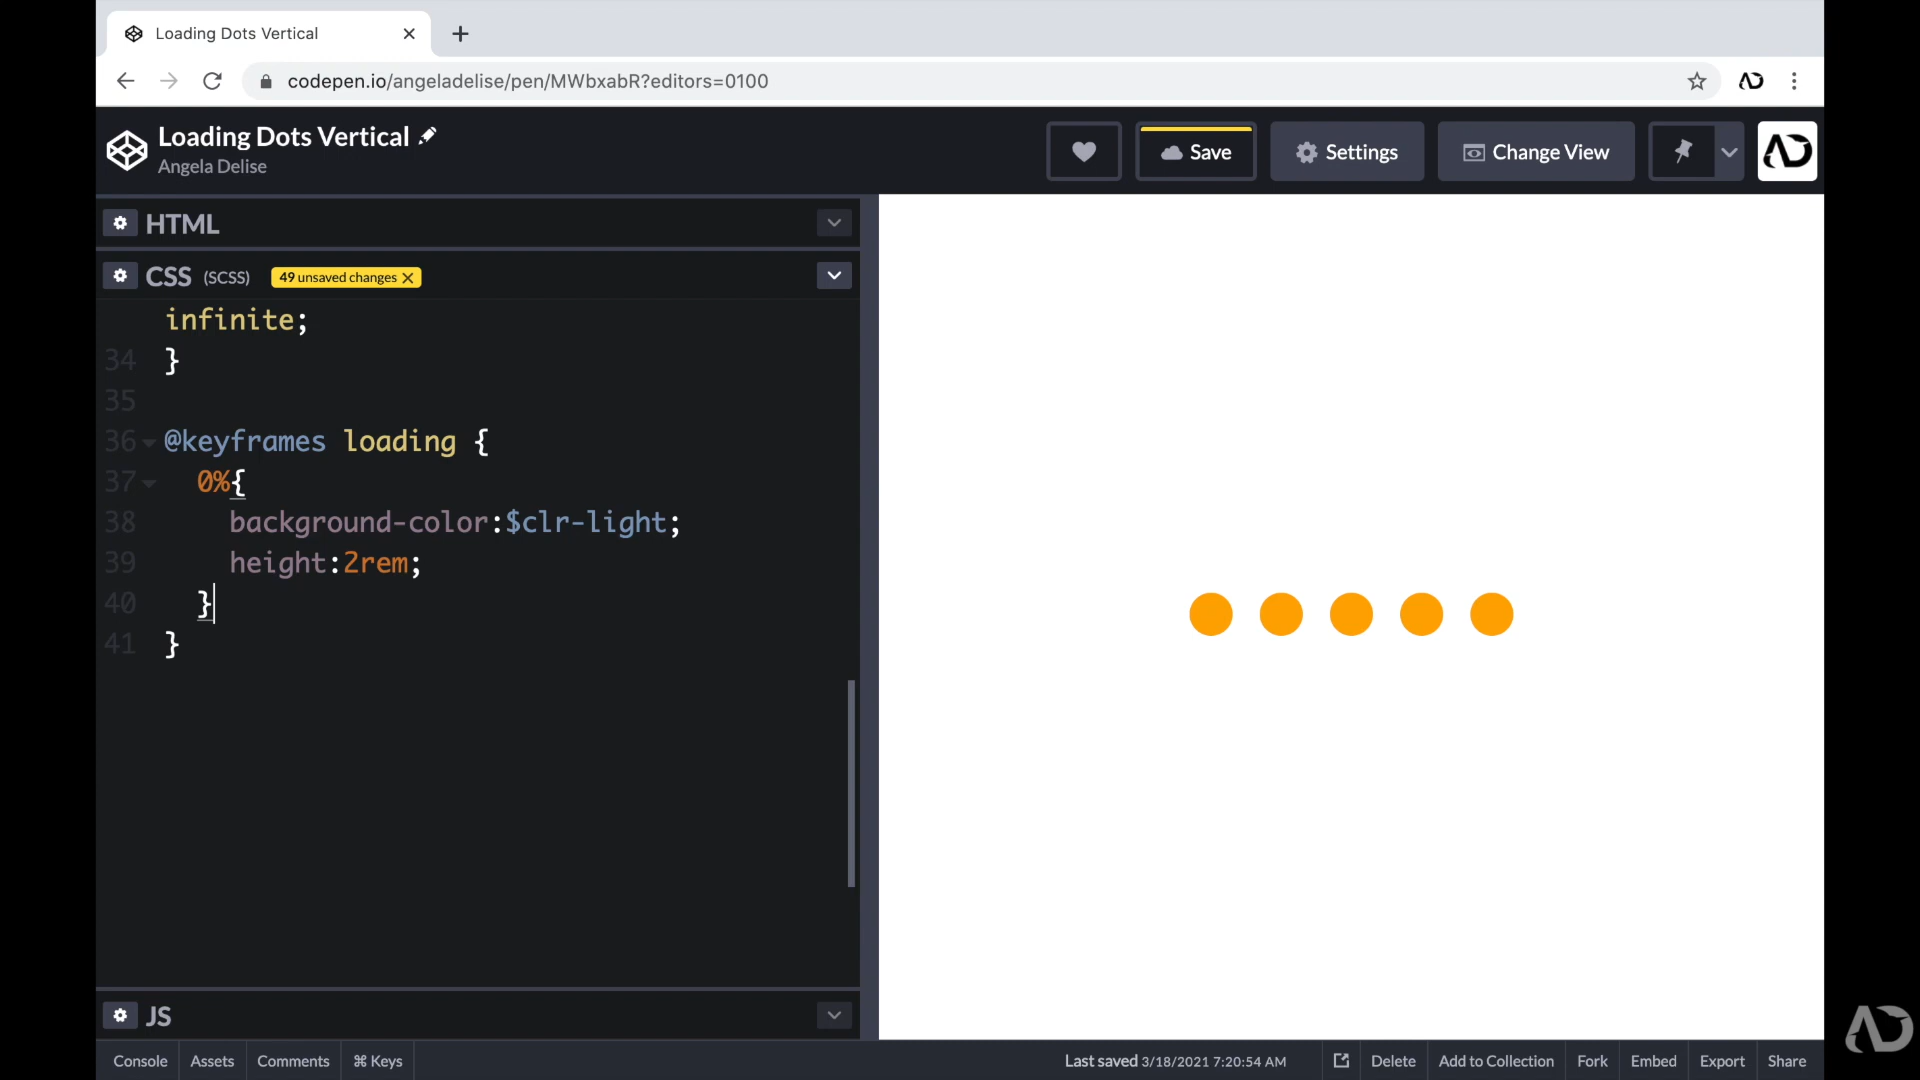 Loading Dots Vertical
codepen.io/angeladelise/pen/MWbxabR?editors=0100
Loading Dots Vertical
Angela Delise
Save
Settings
Change View
HTML
CSS (SCSS) 49 unsaved changes
infinite;
34 }
35
36 @keyframes loading {
37 0%{
38 background-color:$clr-light;
39 height:2rem;
40 }
41 }
JS
Console Assets Comments ⌘ Keys Last saved 3/18/2021 7:20:54 AM Delete Add to Collection Fork Embed Export Share